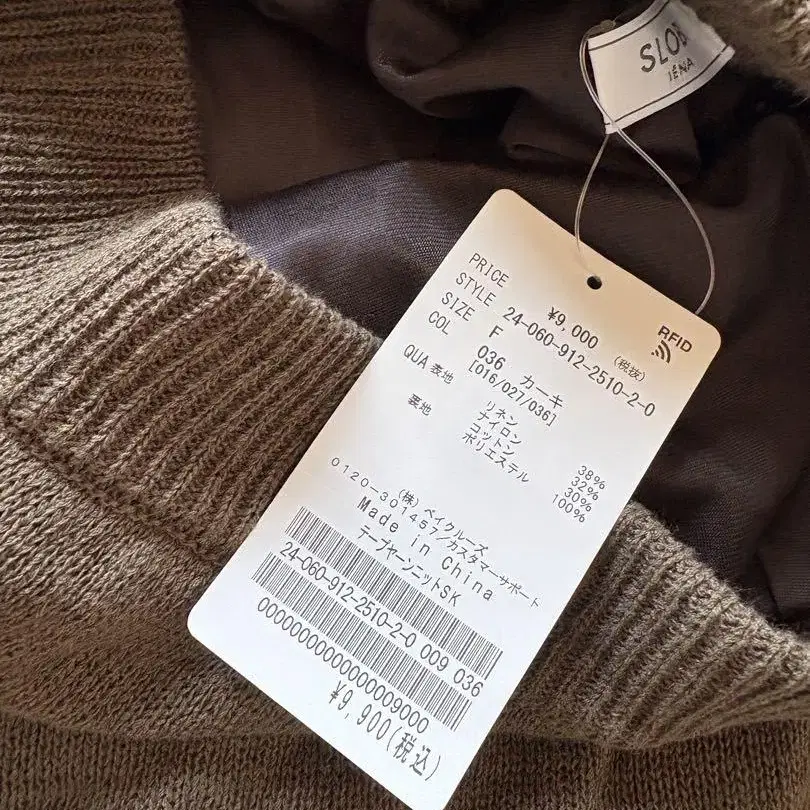 SLOB
IENA
RFID
PRICE ¥9,000 (税抜)
STYLE 24-060-912-2510-2-0
SIZE F
COL 036 カーキ
[016/027/036]
QUA 表地 リネン 38%
ナイロン 32%
コットン 30%
裏地 ポリエステル 100%
(株)ベイクルーズ
0120-301457/カスタマーサポート
Made in China
テープヤーンニットSK
24-060-912-2510-2-0 009 036
0000000000000009000
¥9,900(税込)